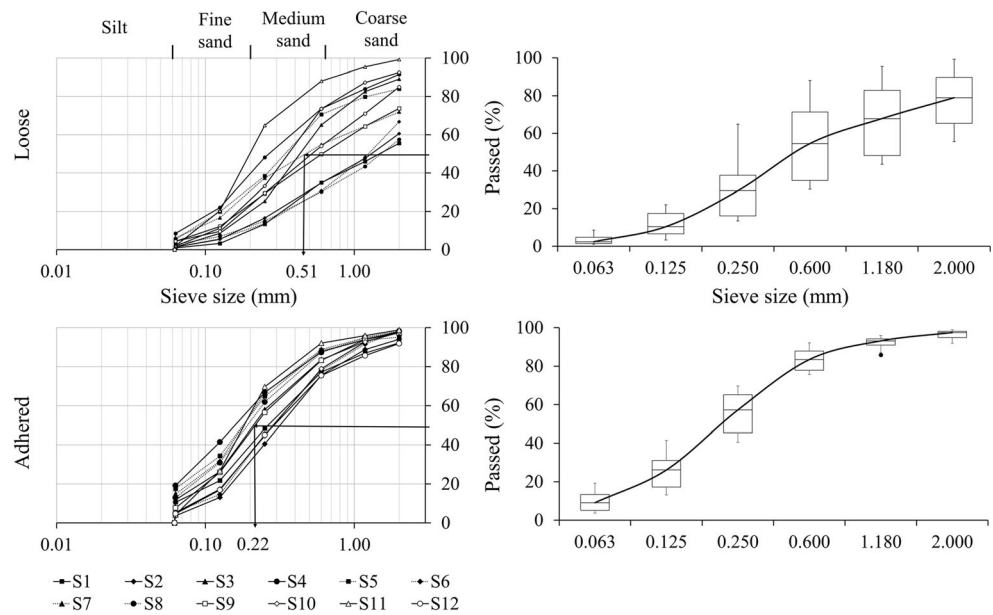 Silt
Fine sand
Medium sand
Coarse sand
Loose
100
80
60
40
20
0
0.01 0.10 0.51 1.00
Sieve size (mm)
Passed (%)
100
80
60
40
20
0
0.063 0.125 0.250 0.600 1.180 2.000
Sieve size (mm)
Adhered
100
80
60
40
20
0
0.01 0.10 0.22 1.00
Passed (%)
100
80
60
40
20
0
0.063 0.125 0.250 0.600 1.180 2.000
S1 S2 S3 S4 S5 S6
S7 S8 S9 S10 S11 S12